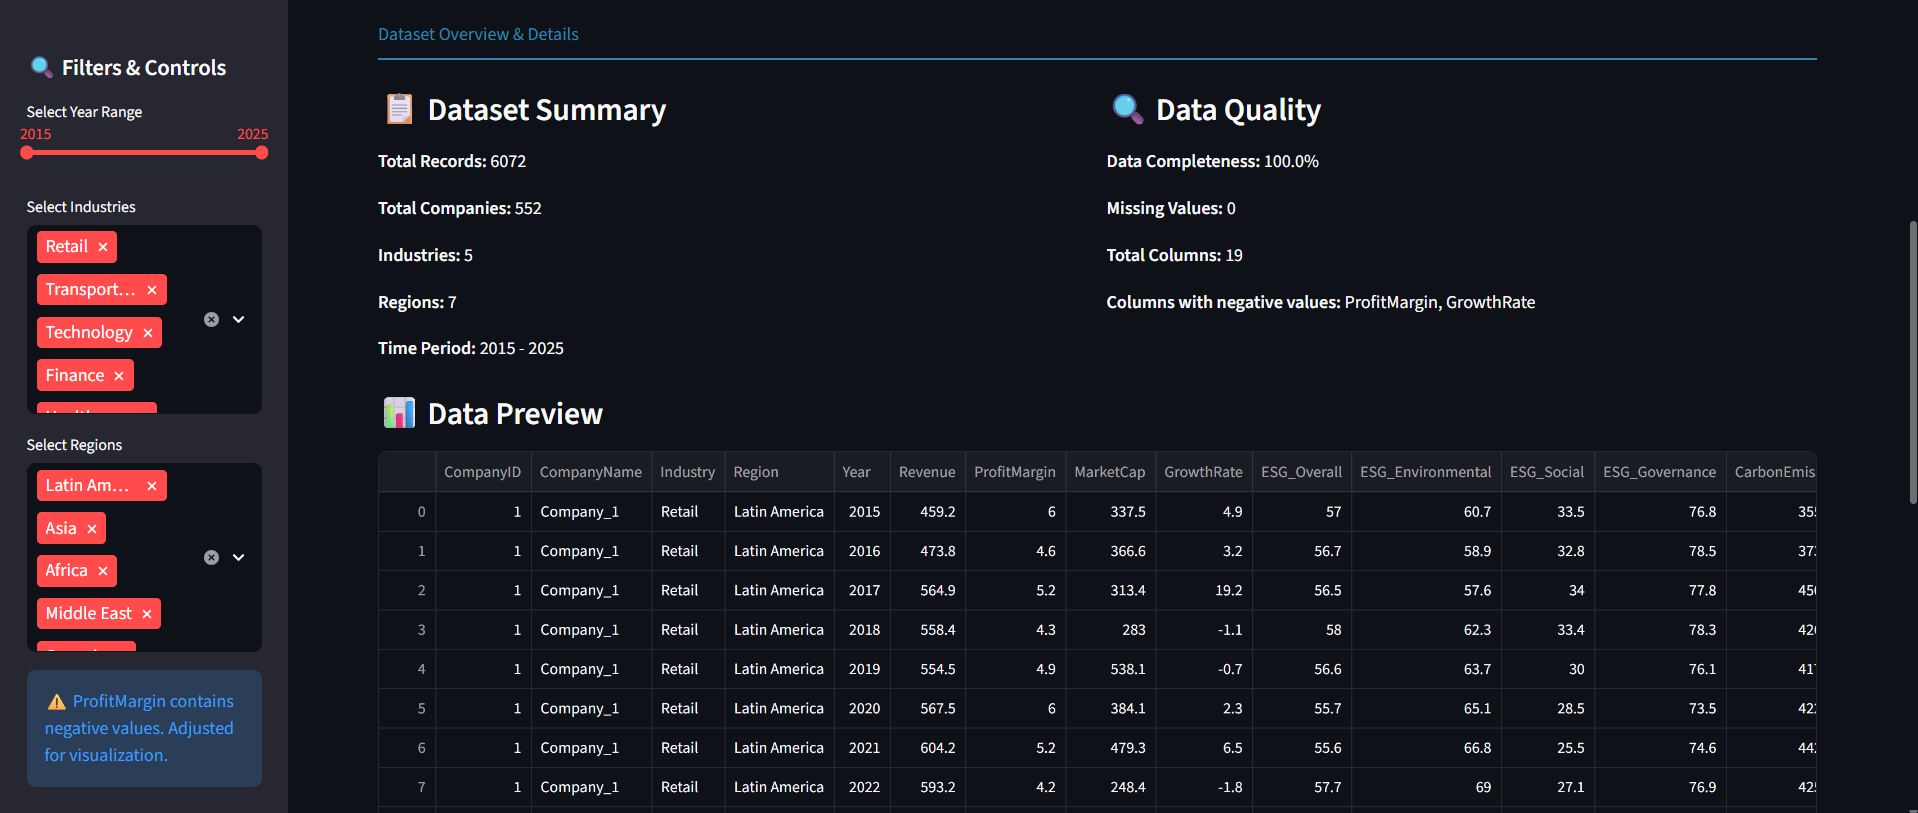 Filters & Controls
Select Year Range
2015 2025
Select Industries
Retail
Transport...
Technology
Finance
Select Regions
Latin Am...
Asia
Africa
Middle East
ProfitMargin contains
negative values. Adjusted
for visualization.
Dataset Overview & Details
Dataset Summary
Total Records: 6072
Total Companies: 552
Industries: 5
Regions: 7
Time Period: 2015 - 2025
Data Quality
Data Completeness: 100.0%
Missing Values: 0
Total Columns: 19
Columns with negative values: ProfitMargin, GrowthRate
Data Preview
CompanyID CompanyName Industry Region Year Revenue ProfitMargin MarketCap GrowthRate ESG_Overall ESG_Environmental ESG_Social ESG_Governance CarbonEmis
0 1 Company_1 Retail Latin America 2015 459.2 6 337.5 4.9 57 60.7 33.5 76.8
1 1 Company_1 Retail Latin America 2016 473.8 4.6 366.6 3.2 56.7 58.9 32.8 78.5
2 1 Company_1 Retail Latin America 2017 564.9 5.2 313.4 19.2 56.5 57.6 34 77.8
3 1 Company_1 Retail Latin America 2018 558.4 4.3 283 -1.1 58 62.3 33.4 78.3
4 1 Company_1 Retail Latin America 2019 554.5 4.9 538.1 -0.7 56.6 63.7 30 76.1
5 1 Company_1 Retail Latin America 2020 567.5 6 384.1 2.3 55.7 65.1 28.5 73.5
6 1 Company_1 Retail Latin America 2021 604.2 5.2 479.3 6.5 55.6 66.8 25.5 74.6
7 1 Company_1 Retail Latin America 2022 593.2 4.2 248.4 -1.8 57.7 69 27.1 76.9